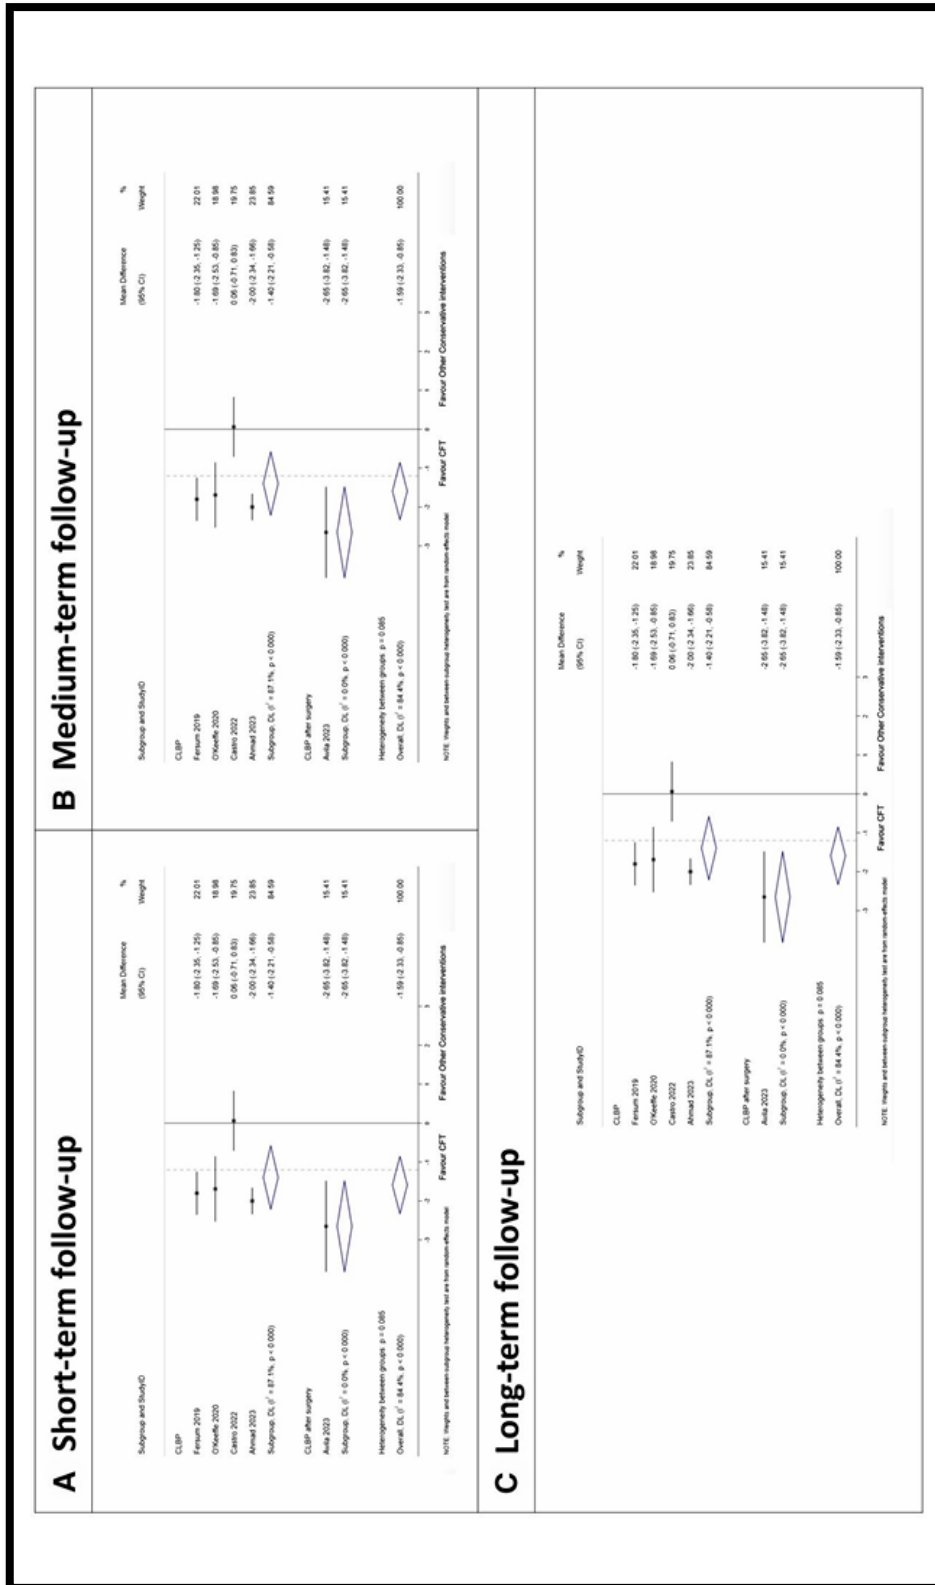 A Short-term follow-up
Subgroup and StudyID Mean Difference (95% CI) % Weight
CLBP
Fersum 2019 -1.80 (-2.35, -1.25) 22.01
O'Keeffe 2020 -1.69 (-2.53, -0.85) 18.98
Castro 2022 0.06 (-0.71, 0.83) 19.75
Ahmad 2023 -2.00 (-2.34, -1.66) 23.85
Subgroup, DL (I² = 87.1%, p < 0.000) -1.40 (-2.21, -0.58) 84.59
CLBP after surgery
Avila 2023 -2.65 (-3.82, -1.48) 15.41
Subgroup, DL (I² = 0.0%, p < 0.000) -2.65 (-3.82, -1.48) 15.41
Heterogeneity between groups: p = 0.085
Overall, DL (I² = 84.4%, p < 0.000) -1.59 (-2.33, -0.85) 100.00
-3 -2 -1 0 1 2 3
Favour CFT Favour Other Conservative interventions
NOTE: Weights and between-subgroup heterogeneity test are from random-effects model
B Medium-term follow-up
Subgroup and StudyID Mean Difference (95% CI) % Weight
CLBP
Fersum 2019 -1.80 (-2.35, -1.25) 22.01
O'Keeffe 2020 -1.69 (-2.53, -0.85) 18.98
Castro 2022 0.06 (-0.71, 0.83) 19.75
Ahmad 2023 -2.00 (-2.34, -1.66) 23.85
Subgroup, DL (I² = 87.1%, p < 0.000) -1.40 (-2.21, -0.58) 84.59
CLBP after surgery
Avila 2023 -2.65 (-3.82, -1.48) 15.41
Subgroup, DL (I² = 0.0%, p < 0.000) -2.65 (-3.82, -1.48) 15.41
Heterogeneity between groups: p = 0.085
Overall, DL (I² = 84.4%, p < 0.000) -1.59 (-2.33, -0.85) 100.00
-3 -2 -1 0 1 2 3
Favour CFT Favour Other Conservative interventions
NOTE: Weights and between-subgroup heterogeneity test are from random-effects model
C Long-term follow-up
Subgroup and StudyID Mean Difference (95% CI) % Weight
CLBP
Fersum 2019 -1.80 (-2.35, -1.25) 22.01
O'Keeffe 2020 -1.69 (-2.53, -0.85) 18.98
Castro 2022 0.06 (-0.71, 0.83) 19.75
Ahmad 2023 -2.00 (-2.34, -1.66) 23.85
Subgroup, DL (I² = 87.1%, p < 0.000) -1.40 (-2.21, -0.58) 84.59
CLBP after surgery
Avila 2023 -2.65 (-3.82, -1.48) 15.41
Subgroup, DL (I² = 0.0%, p < 0.000) -2.65 (-3.82, -1.48) 15.41
Heterogeneity between groups: p = 0.085
Overall, DL (I² = 84.4%, p < 0.000) -1.59 (-2.33, -0.85) 100.00
-3 -2 -1 0 1 2 3
Favour CFT Favour Other Conservative interventions
NOTE: Weights and between-subgroup heterogeneity test are from random-effects model